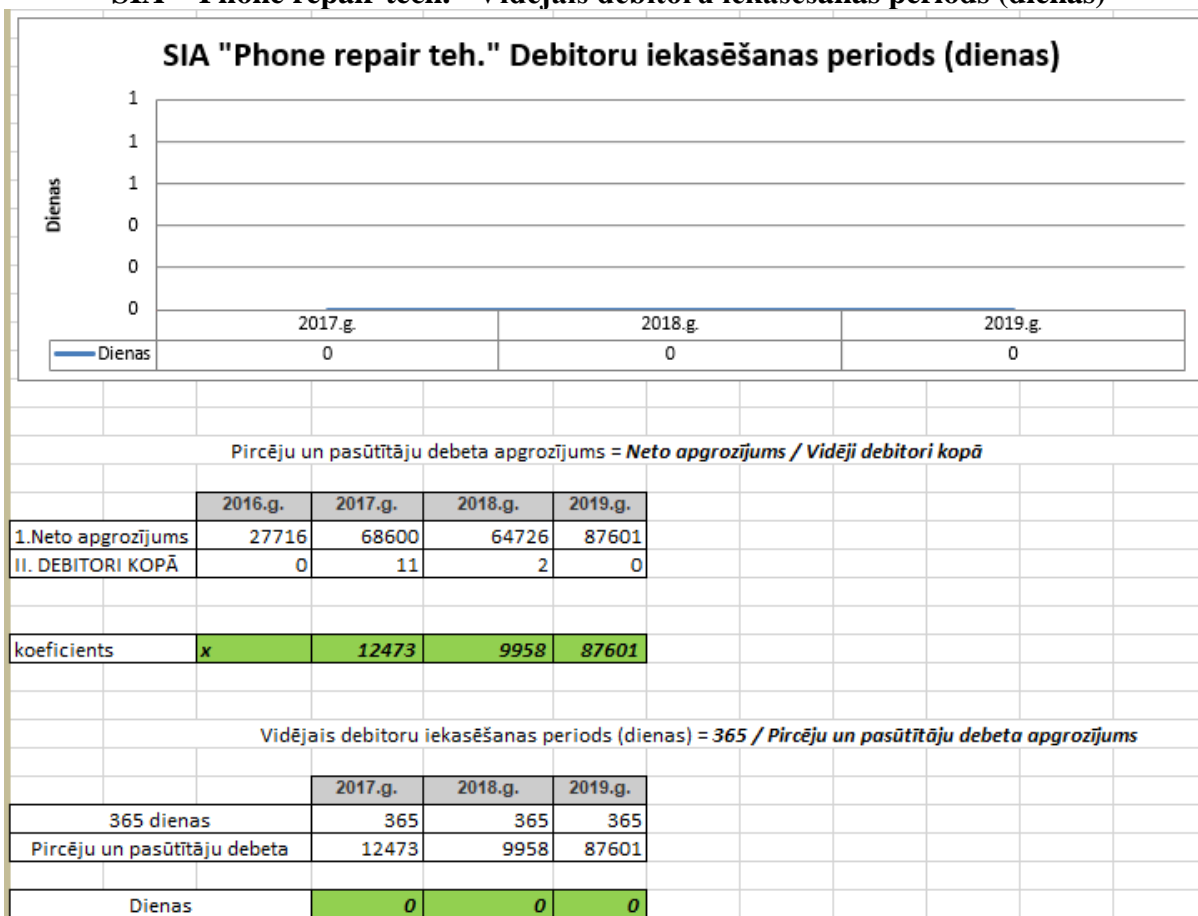 SIA "Phone repair teh." Debitoru iekasēšanas periods (dienas)
1
1
1
0
0
0
Dienas
2017.g. 2018.g. 2019.g.
Dienas 0 0 0
Pircēju un pasūtītāju debeta apgrozījums = Neto apgrozījums / Vidēji debitori kopā
2016.g. 2017.g. 2018.g. 2019.g.
1.Neto apgrozījums 27716 68600 64726 87601
II. DEBITORI KOPĀ 0 11 2 0
koeficients x 12473 9958 87601
Vidējais debitoru iekasēšanas periods (dienas) = 365 / Pircēju un pasūtītāju debeta apgrozījums
2017.g. 2018.g. 2019.g.
365 dienas 365 365 365
Pircēju un pasūtītāju debeta 12473 9958 87601
Dienas 0 0 0